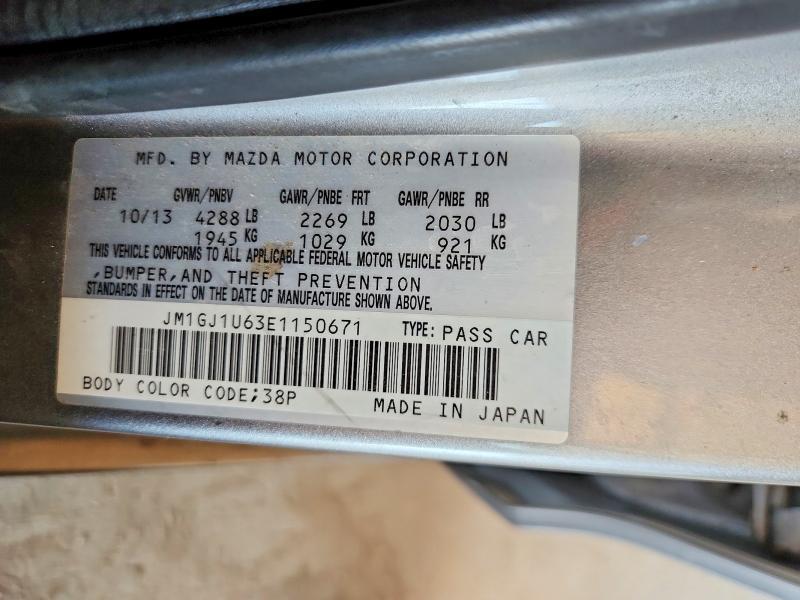 MFD. BY MAZDA MOTOR CORPORATION
DATE GVWR/PNBV GAWR/PNBE FRT GAWR/PNBE RR
10/13 4288 LB 2269 LB 2030 LB
1945 KG 1029 KG 921 KG
THIS VEHICLE CONFORMS TO ALL APPLICABLE FEDERAL MOTOR VEHICLE SAFETY
,BUMPER,AND THEFT PREVENTION
STANDARDS IN EFFECT ON THE DATE OF MANUFACTURE SHOWN ABOVE.
JM1GJ1U63E1150671 TYPE: PASS CAR
BODY COLOR CODE;38P
MADE IN JAPAN